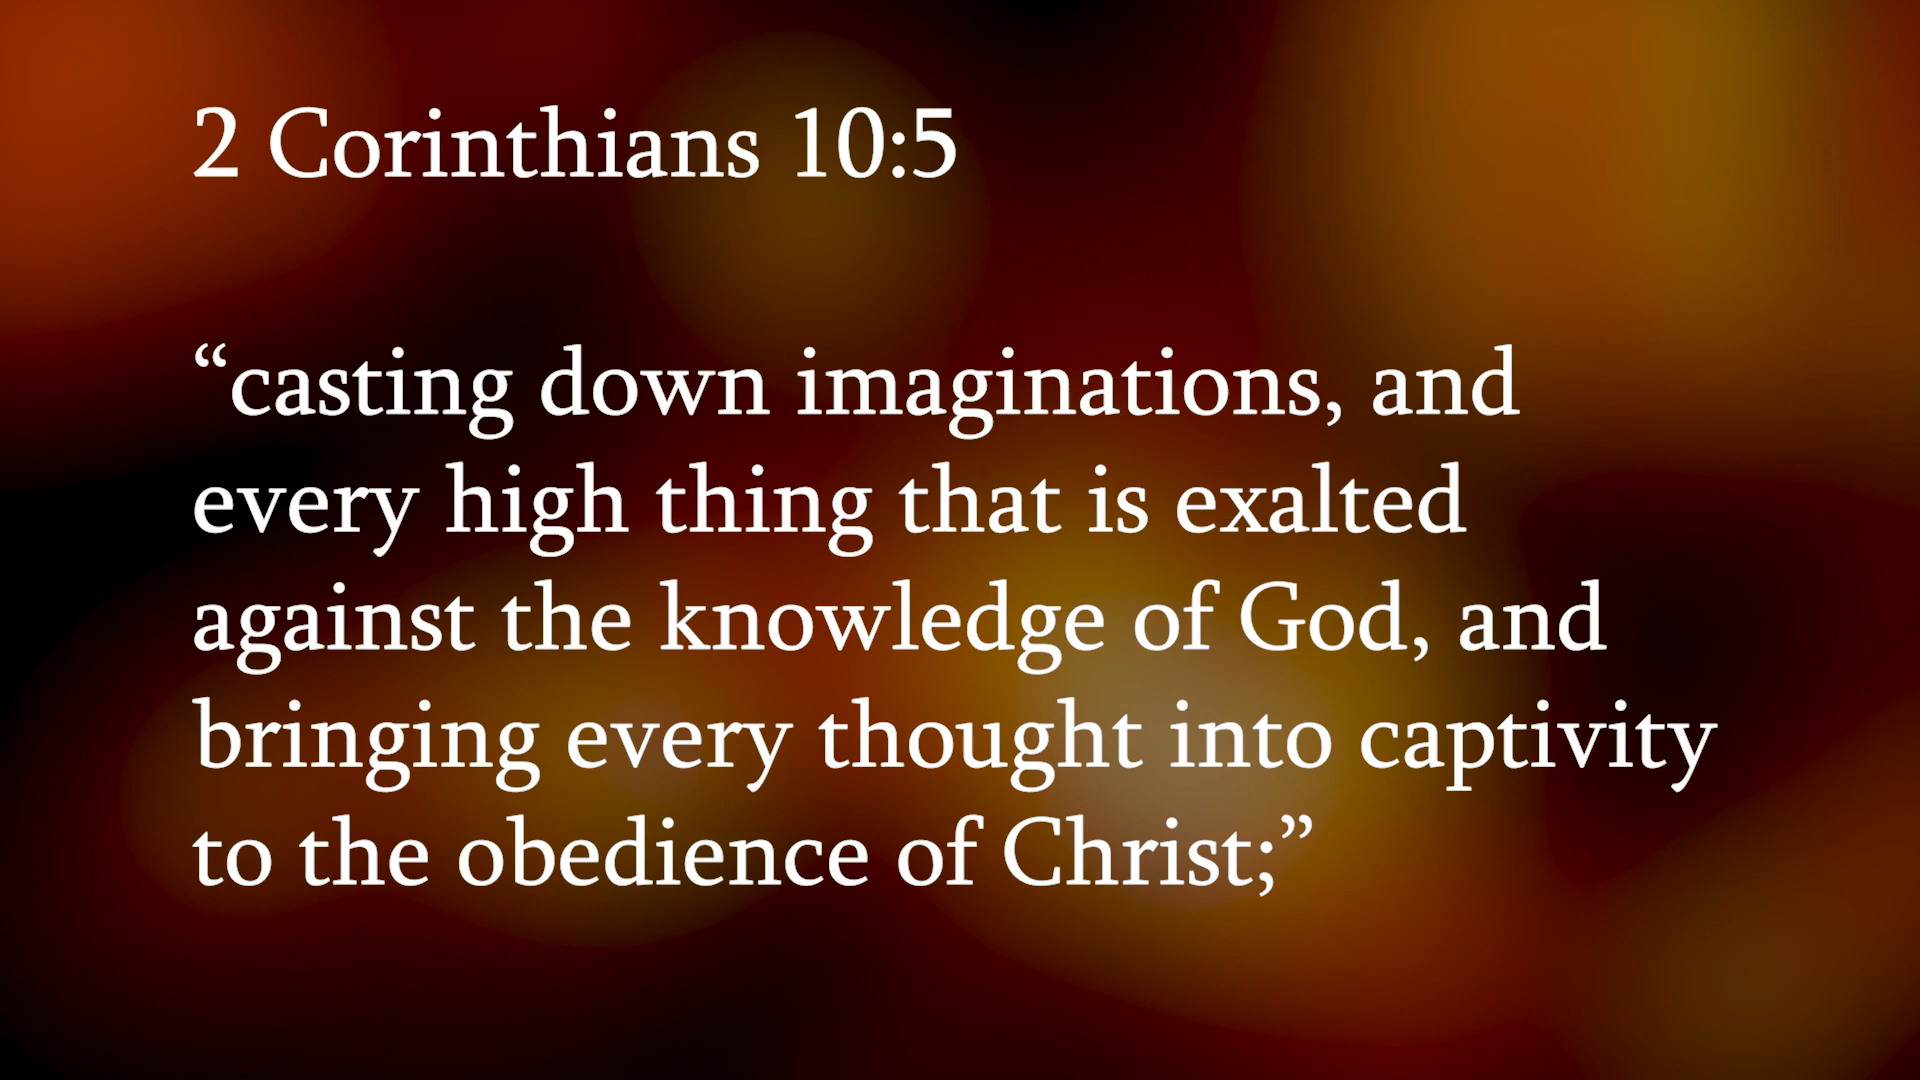 2 Corinthians 10:5
“casting down imaginations, and
every high thing that is exalted
against the knowledge of God, and
bringing every thought into captivity
to the obedience of Christ;”